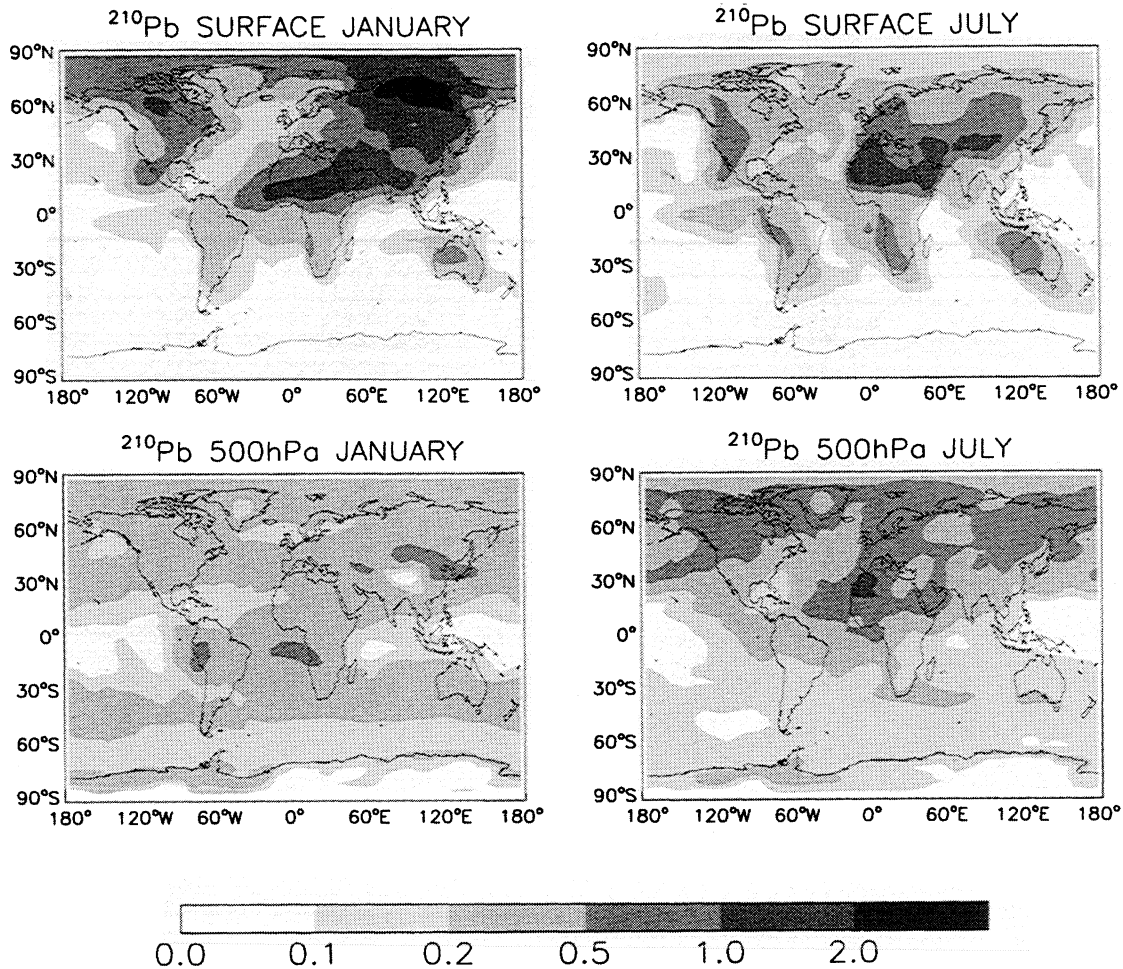 ²¹⁰Pb SURFACE JANUARY
90°N
60°N
30°N
0°
30°S
60°S
90°S
180° 120°W 60°W 0° 60°E 120°E 180°
²¹⁰Pb SURFACE JULY
90°N
60°N
30°N
0°
30°S
60°S
90°S
180° 120°W 60°W 0° 60°E 120°E 180°
²¹⁰Pb 500hPa JANUARY
90°N
60°N
30°N
0°
30°S
60°S
90°S
180° 120°W 60°W 0° 60°E 120°E 180°
²¹⁰Pb 500hPa JULY
90°N
60°N
30°N
0°
30°S
60°S
90°S
180° 120°W 60°W 0° 60°E 120°E 180°
0.0 0.1 0.2 0.5 1.0 2.0